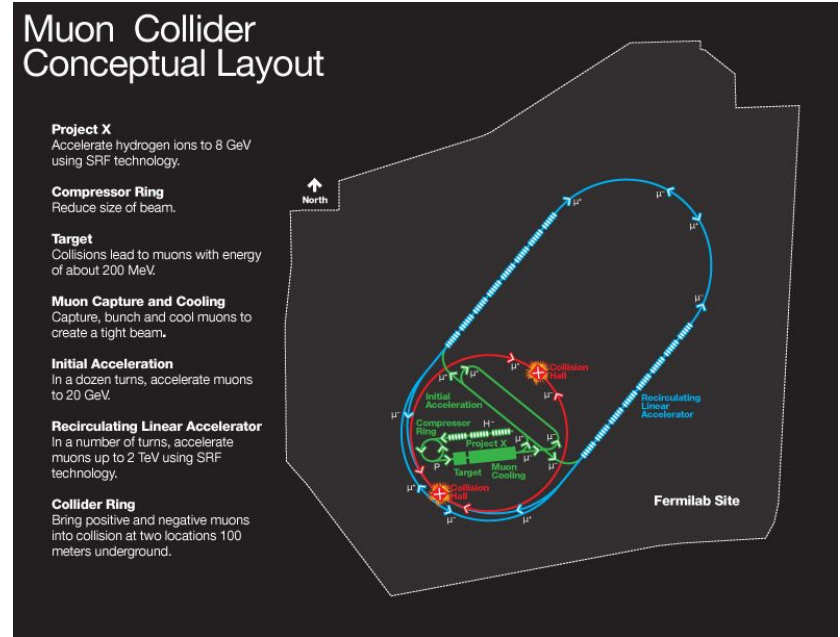 Muon Collider
Conceptual Layout
Project X
Accelerate hydrogen ions to 8 GeV
using SRF technology.
Compressor Ring
Reduce size of beam.
Target
Collisions lead to muons with energy
of about 200 MeV.
Muon Capture and Cooling
Capture, bunch and cool muons to
create a tight beam.
Initial Acceleration
In a dozen turns, accelerate muons
to 20 GeV.
Recirculating Linear Accelerator
In a number of turns, accelerate
muons up to 2 TeV using SRF
technology.
Collider Ring
Bring positive and negative muons
into collision at two locations 100
meters underground.
North
Collision
Hall
Initial
Acceleration
Recirculating
Linear
Accelerator
Compressor
Ring
H⁻
Project X
P
Target
Muon
Cooling
Collision
Hall
Fermilab Site